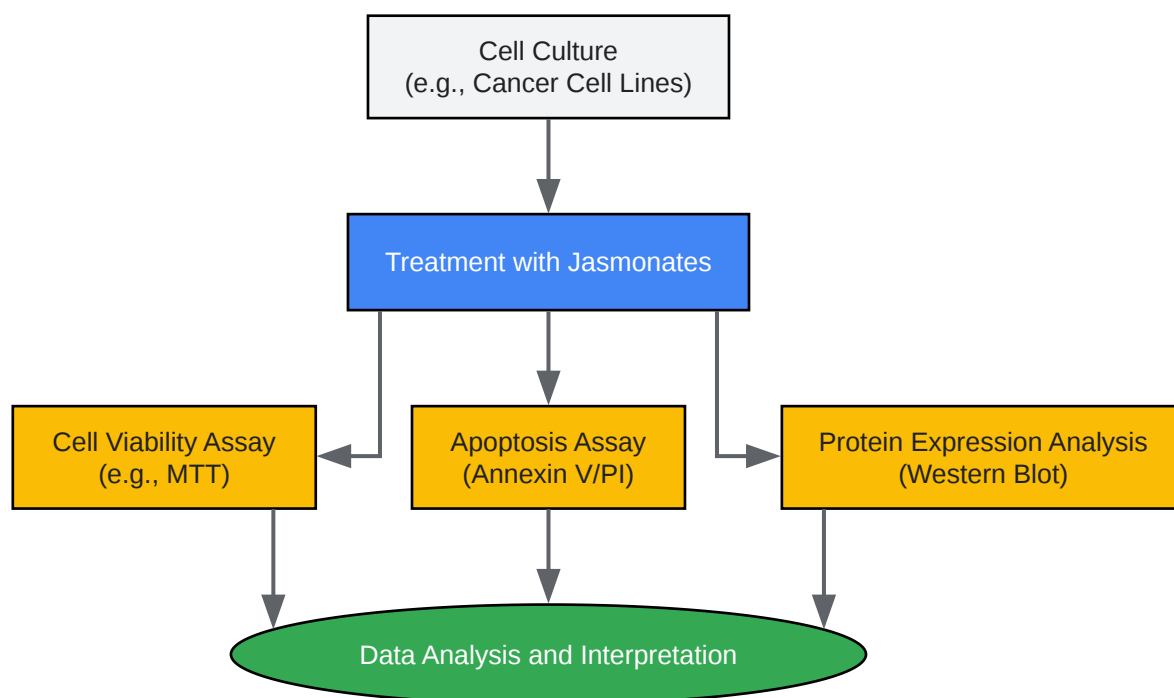 Cell Culture
(e.g., Cancer Cell Lines)
Treatment with Jasmonates
Cell Viability Assay
(e.g., MTT)
Apoptosis Assay
(Annexin V/PI)
Protein Expression Analysis
(Western Blot)
Data Analysis and Interpretation